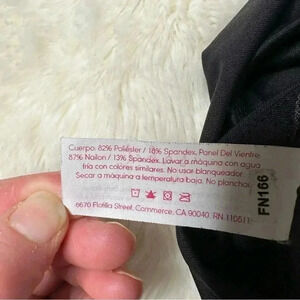 Cuerpo: 82% Poliéster / 18% Spandex, Panel Del Vientre:
87% Nailon / 13% Spandex. Lavar a máquina con agua
fría con colores similares. No usar blanqueador
Secar a máquina a temperatura baja. No planchar.
6670 Flotilla Street, Commerce, CA 90040. RN
FN166